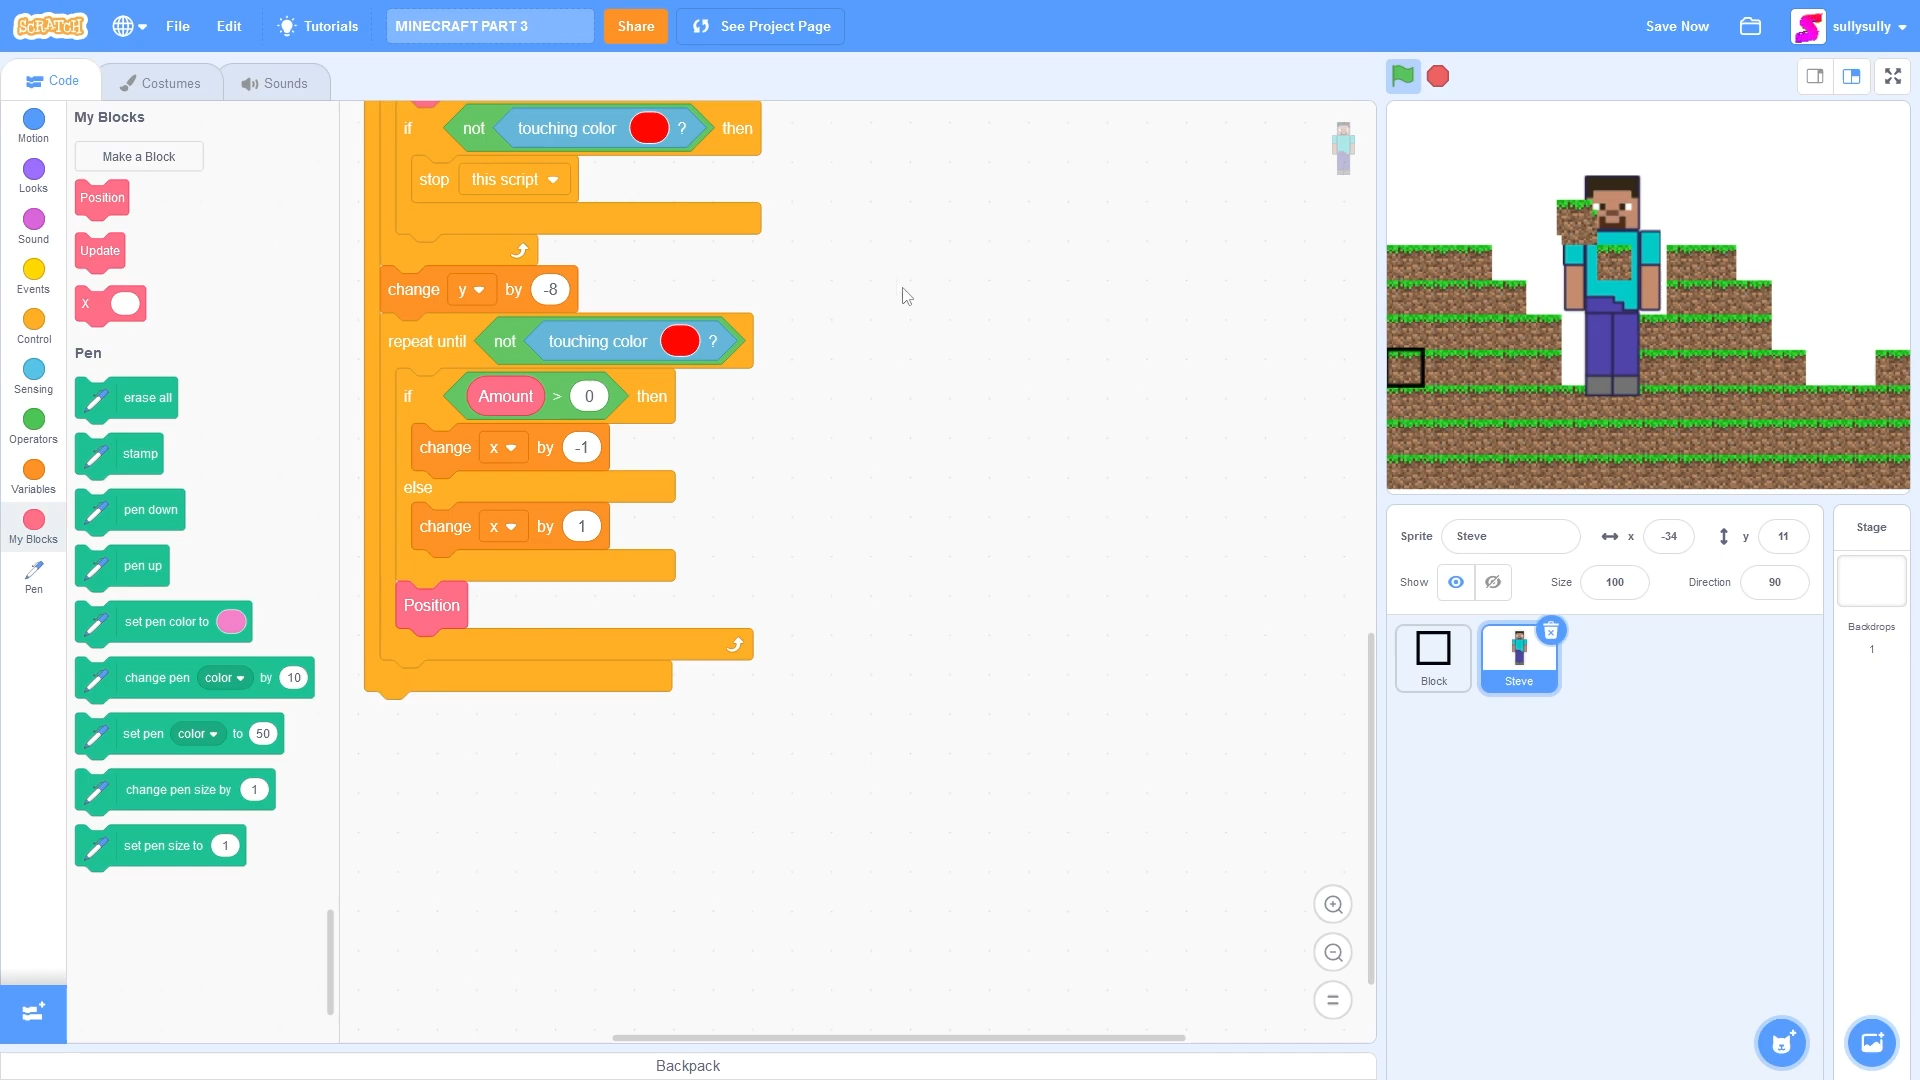 SCRATCH
File
Edit
Tutorials
MINECRAFT PART 3
Share
See Project Page
Save Now
sullysully
Code
Costumes
Sounds
Motion
Looks
Sound
Events
Control
Sensing
Operators
Variables
My Blocks
Pen
My Blocks
Make a Block
Position
Update
X
Pen
erase all
stamp
pen down
pen up
set pen color to
change pen color by 10
set pen color to 50
change pen size by 1
set pen size to 1
if not touching color ? then
stop this script
change y by -8
repeat until not touching color ?
if Amount > 0 then
change x by -1
else
change x by 1
Position
Backpack
Sprite Steve x -34 y 11
Show Size 100 Direction 90
Block
Steve
Stage
Backdrops
1